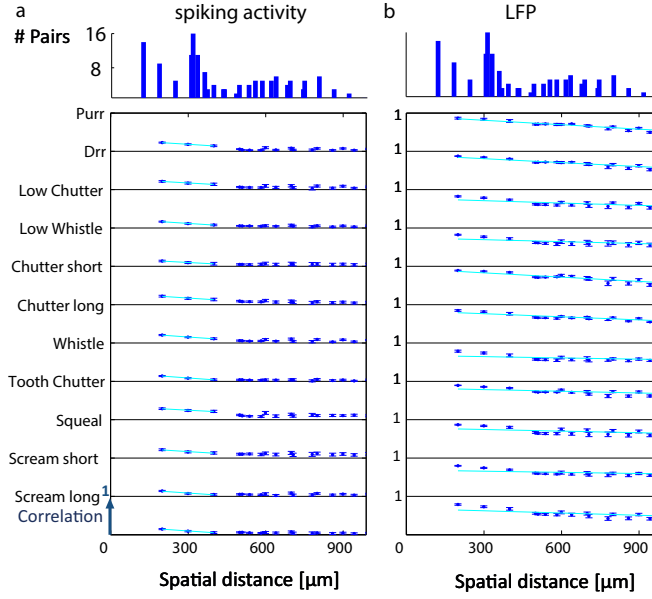 a
spiking activity
b
LFP
# Pairs
16
8
Purr
Drr
Low Chutter
Low Whistle
Chutter short
Chutter long
Whistle
Tooth Chutter
Squeal
Scream short
Scream long
1
Correlation
0
300
600
900
Spatial distance [µm]
1
1
1
1
1
1
1
1
1
1
1
0
300
600
900
Spatial distance [µm]